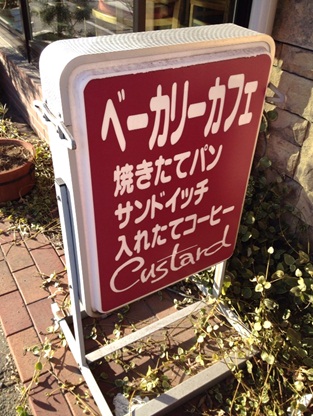 ベーカリーカフェ
焼きたてパン
サンドイッチ
入れたてコーヒー
Custard